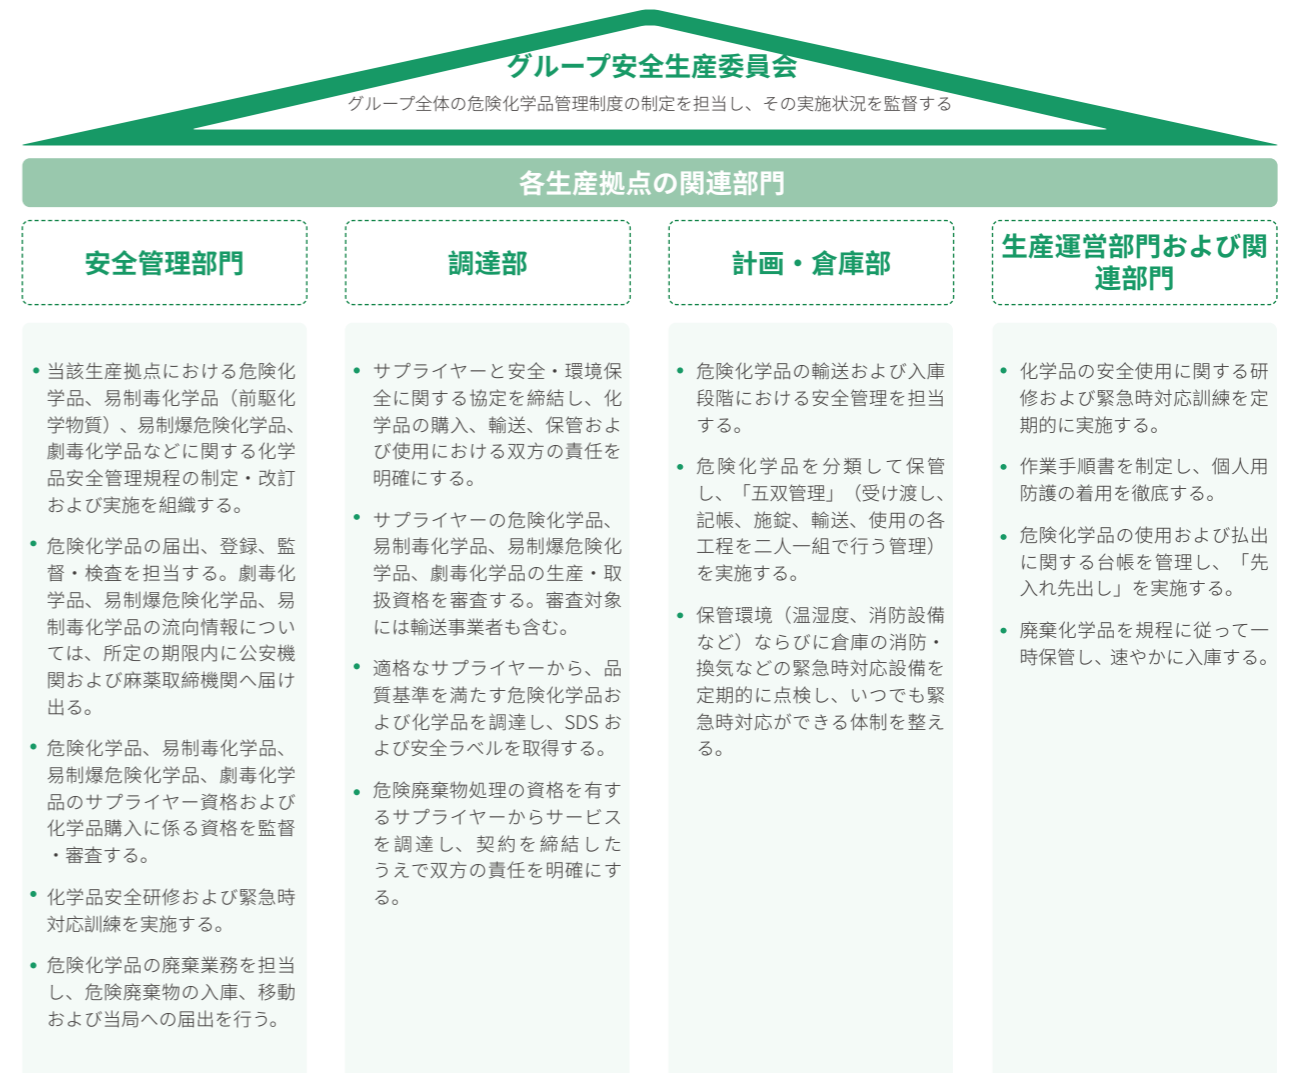 グループ安全生産委員会
グループ全体の危険化学品管理制度の制定を担当し、その実施状況を監督する
各生産拠点の関連部門
安全管理部門
• 当該生産拠点における危険化
学品、易制毒化学品（前駆化
学物質）、易制爆危険化学品、
劇毒化学品などに関する化学
品安全管理規程の制定・改訂
および実施を組織する。
• 危険化学品の届出、登録、監
督・検査を担当する。劇毒化
学品、易制爆危険化学品、易
制毒化学品の流向情報につい
ては、所定の期限内に公安機
関および麻薬取締機関へ届け
出る。
• 危険化学品、易制毒化学品、
易制爆危険化学品、劇毒化学
品のサプライヤー資格および
化学品購入に係る資格を監督
・審査する。
• 化学品安全研修および緊急時
対応訓練を実施する。
• 危険化学品の廃棄業務を担当
し、危険廃棄物の入庫、移動
および当局への届出を行う。
調達部
• サプライヤーと安全・環境保
全に関する協定を締結し、化
学品の購入、輸送、保管およ
び使用における双方の責任を
明確にする。
• サプライヤーの危険化学品、
易制毒化学品、易制爆危険化
学品、劇毒化学品の生産・取
扱資格を審査する。審査対象
には輸送事業者も含む。
• 適格なサプライヤーから、品
質基準を満たす危険化学品お
よび化学品を調達し、SDS お
よび安全ラベルを取得する。
• 危険廃棄物処理の資格を有す
るサプライヤーからサービス
を調達し、契約を締結した
うえで双方の責任を明確にす
る。
計画・倉庫部
• 危険化学品の輸送および入庫
段階における安全管理を担当
する。
• 危険化学品を分類して保管
し、「五双管理」（受け渡し、
記帳、施錠、輸送、使用の各
工程を二人一組で行う管理）
を実施する。
• 保管環境（温湿度、消防設備
など）ならびに倉庫の消防・
換気などの緊急時対応設備を
定期的に点検し、いつでも緊
急時対応ができる体制を整え
る。
生産運営部門および関
連部門
• 化学品の安全使用に関する研
修および緊急時対応訓練を定
期的に実施する。
• 作業手順書を制定し、個人用
防護の着用を徹底する。
• 危険化学品の使用および払出
に関する台帳を管理し、「先
入れ先出し」を実施する。
• 廃棄化学品を規程に従って一
時保管し、速やかに入庫する。